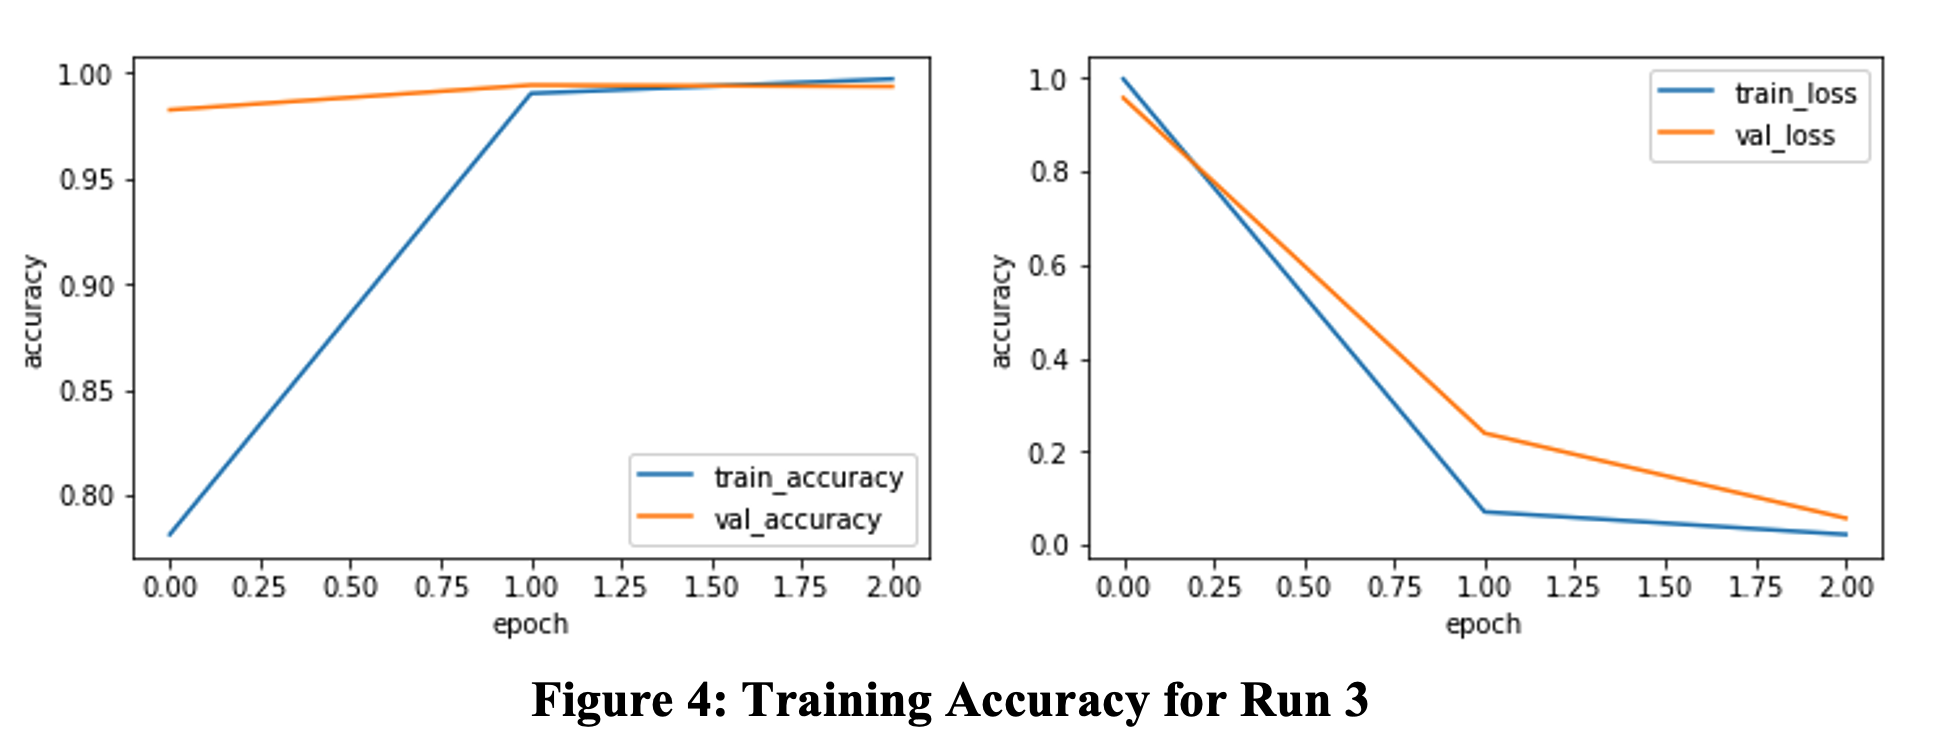 1.00
0.95
0.90
0.85
0.80
accuracy
train_accuracy
val_accuracy
0.00 0.25 0.50 0.75 1.00 1.25 1.50 1.75 2.00
epoch
1.0
0.8
0.6
0.4
0.2
0.0
accuracy
train_loss
val_loss
0.00 0.25 0.50 0.75 1.00 1.25 1.50 1.75 2.00
epoch
Figure 4: Training Accuracy for Run 3